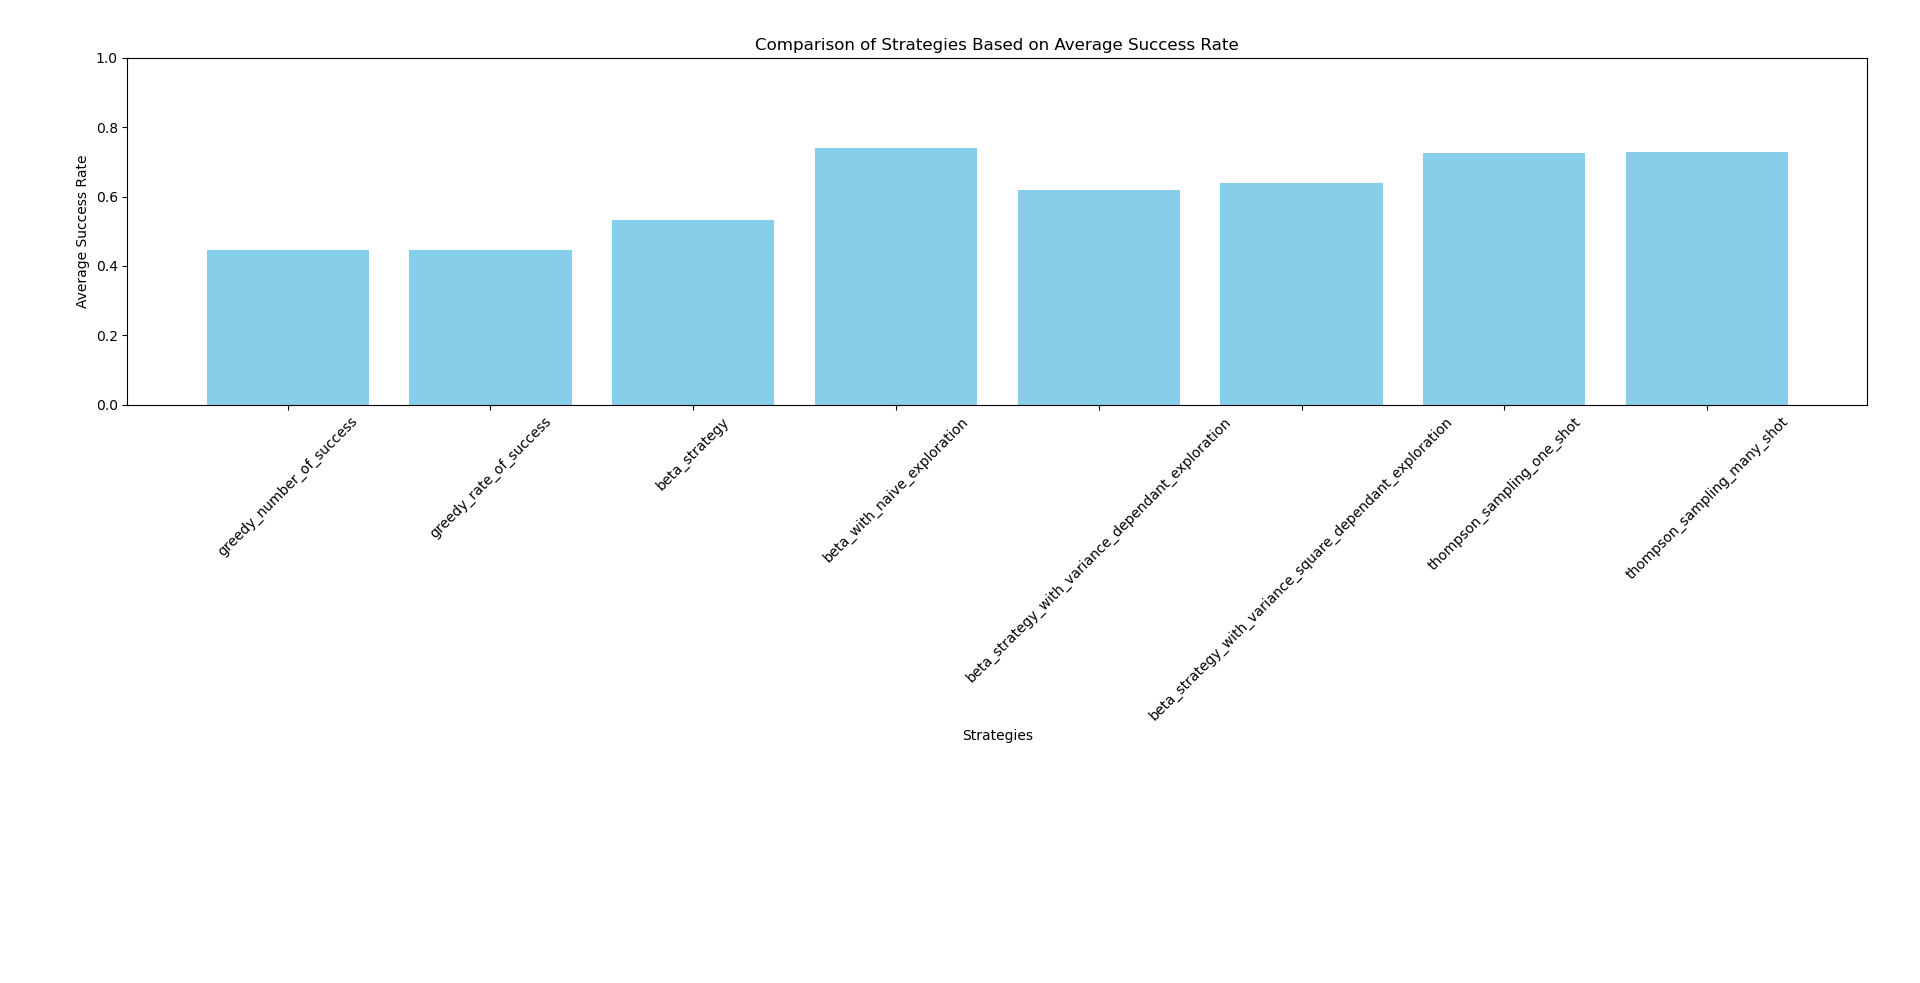 Comparison of Strategies Based on Average Success Rate
Average Success Rate
1.0
0.8
0.6
0.4
0.2
0.0
greedy_number_of_success
greedy_rate_of_success
beta_strategy
beta_with_naive_exploration
beta_strategy_with_variance_dependant_exploration
beta_strategy_with_variance_square_dependant_exploration
thompson_sampling_one_shot
thompson_sampling_many_shot
Strategies